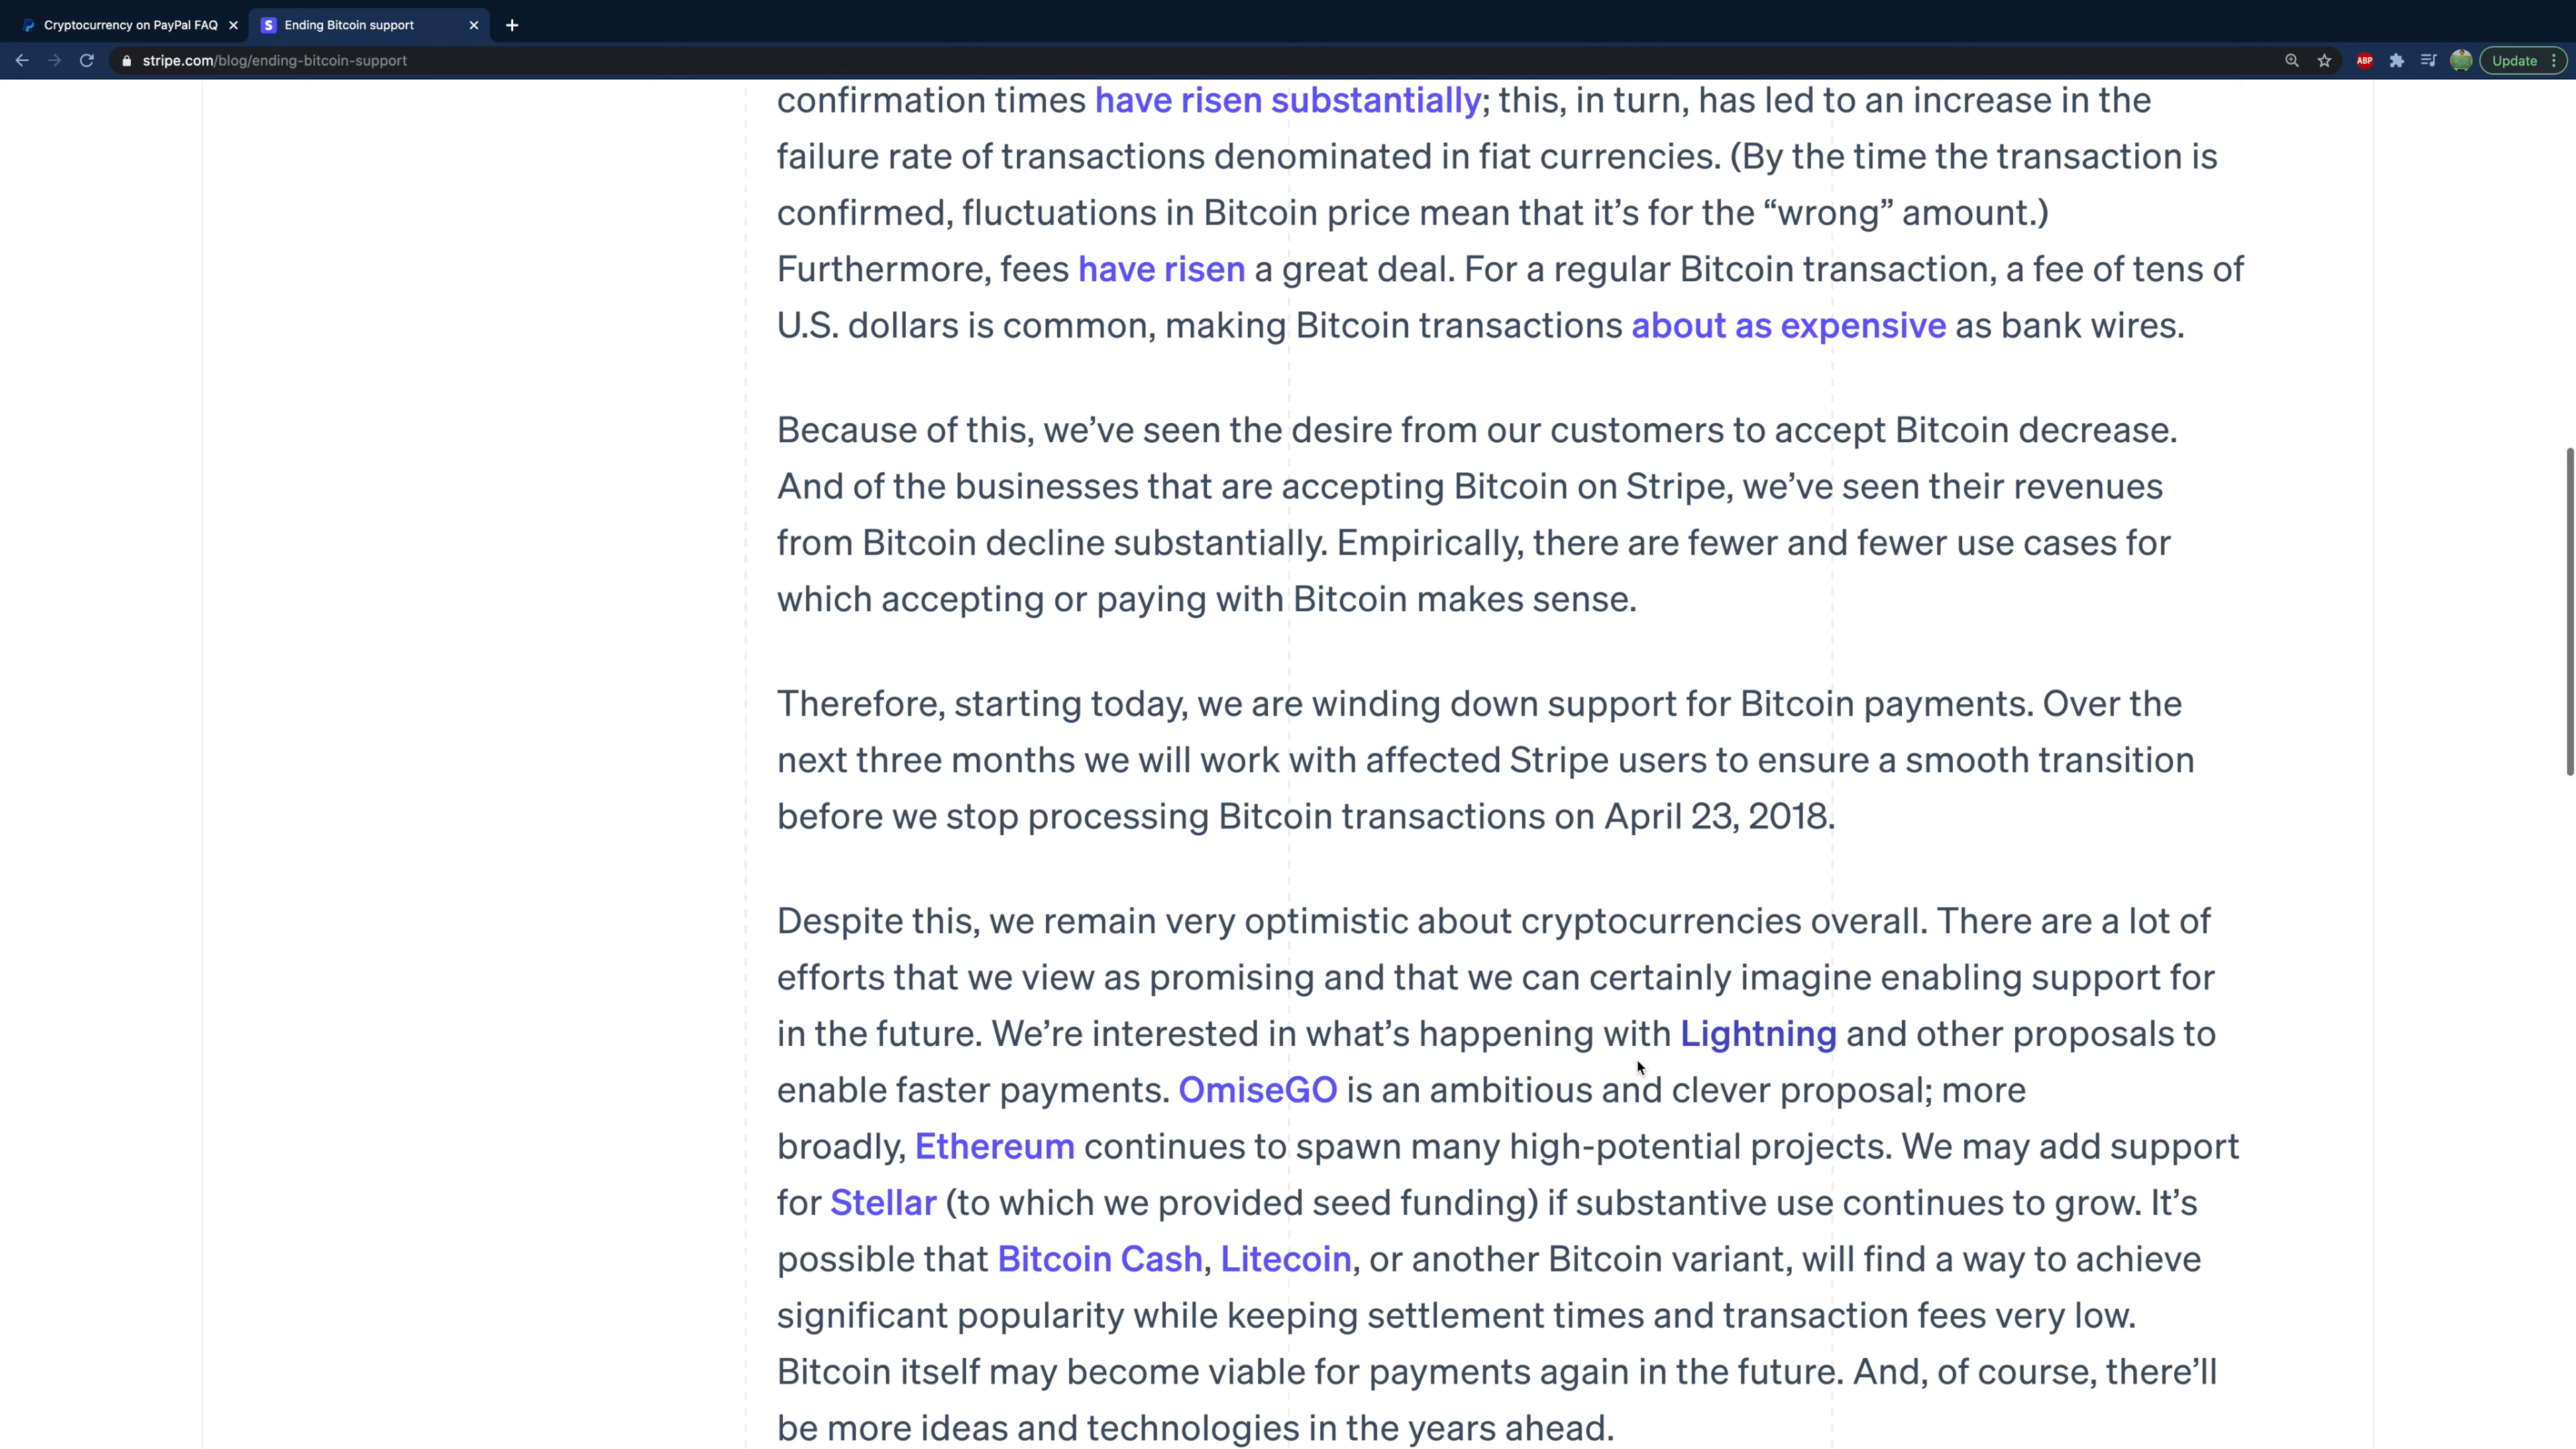 Cryptocurrency on PayPal FAQ
Ending Bitcoin support
stripe.com/blog/ending-bitcoin-support
ABP
Update
confirmation times have risen substantially; this, in turn, has led to an increase in the
failure rate of transactions denominated in fiat currencies. (By the time the transaction is
confirmed, fluctuations in Bitcoin price mean that it’s for the “wrong” amount.)
Furthermore, fees have risen a great deal. For a regular Bitcoin transaction, a fee of tens of
U.S. dollars is common, making Bitcoin transactions about as expensive as bank wires.
Because of this, we’ve seen the desire from our customers to accept Bitcoin decrease.
And of the businesses that are accepting Bitcoin on Stripe, we’ve seen their revenues
from Bitcoin decline substantially. Empirically, there are fewer and fewer use cases for
which accepting or paying with Bitcoin makes sense.
Therefore, starting today, we are winding down support for Bitcoin payments. Over the
next three months we will work with affected Stripe users to ensure a smooth transition
before we stop processing Bitcoin transactions on April 23, 2018.
Despite this, we remain very optimistic about cryptocurrencies overall. There are a lot of
efforts that we view as promising and that we can certainly imagine enabling support for
in the future. We’re interested in what’s happening with Lightning and other proposals to
enable faster payments. OmiseGO is an ambitious and clever proposal; more
broadly, Ethereum continues to spawn many high-potential projects. We may add support
for Stellar (to which we provided seed funding) if substantive use continues to grow. It’s
possible that Bitcoin Cash, Litecoin, or another Bitcoin variant, will find a way to achieve
significant popularity while keeping settlement times and transaction fees very low.
Bitcoin itself may become viable for payments again in the future. And, of course, there’ll
be more ideas and technologies in the years ahead.